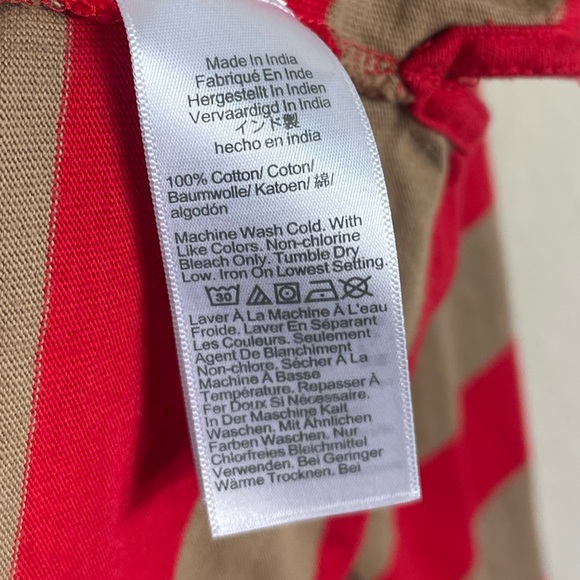 Made In India
Fabriqué En Inde
Hergestellt In Indien
Vervaardigd In India
インド製
hecho en india
100% Cotton/ Coton/
Baumwolle/ Katoen/ 綿/
algodón
Machine Wash Cold. With
Like Colors. Non-chlorine
Bleach Only. Tumble Dry
Low. Iron On Lowest Setting.
30
Laver À La Machine À L'eau
Froide. Laver En Séparant
Les Couleurs. Seulement
Agent De Blanchiment
Non-chlore. Sécher À La
Machine À Basse
Température. Repasser À
Fer Doux Si Nécessaire.
In Der Maschine Kalt
Waschen. Mit Ähnlichen
Farben Waschen. Nur
Chlorfreies Bleichmittel
Verwenden. Bei Geringer
Wärme Trocknen. Bei